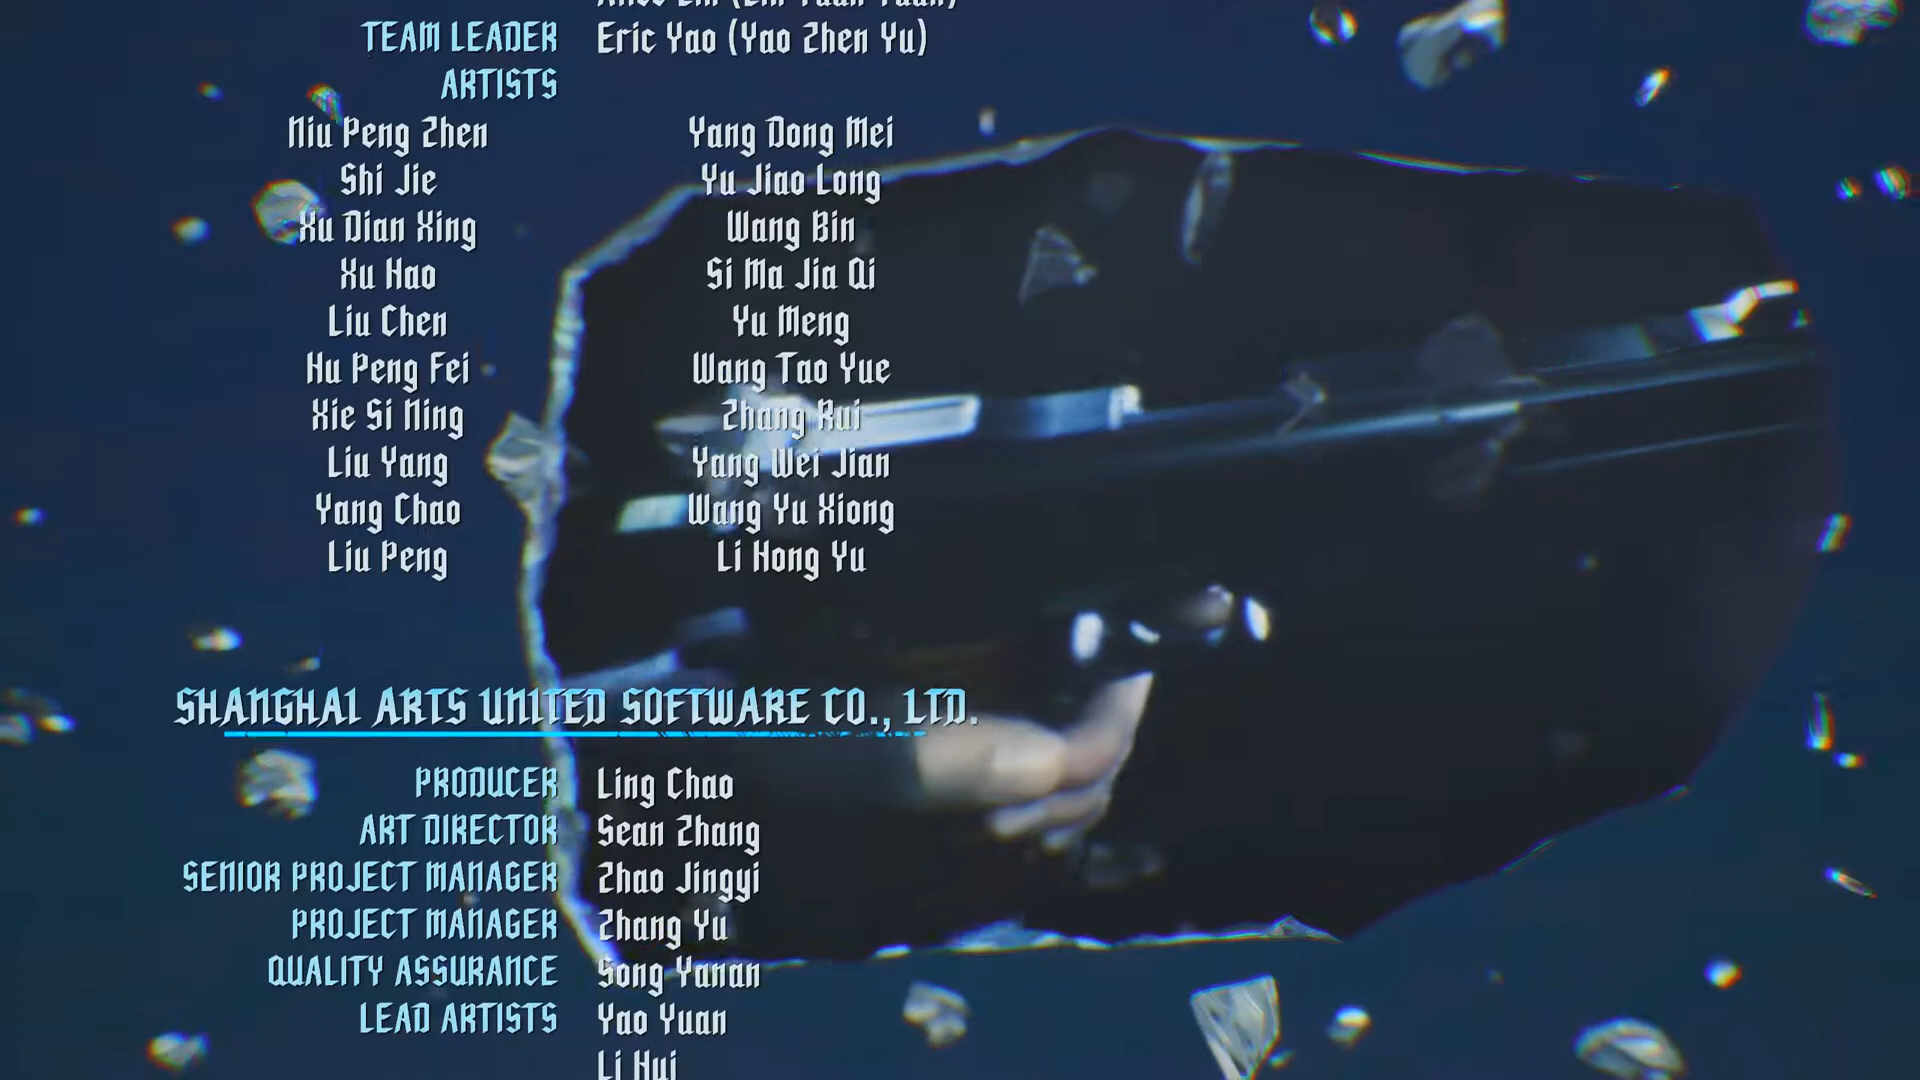 TEAM LEADER Eric Yao (Yao Zhen Yu)
ARTISTS
Niu Peng Zhen Yang Dong Mei
Shi Jie Yu Jiao Long
Xu Dian Xing Wang Bin
Xu Hao Si Ma Jia Qi
Liu Chen Yu Meng
Hu Peng Fei Wang Tao Yue
Xie Si Ning Zhang Rui
Liu Yang Yang Wei Jian
Yang Chao Wang Yu Xiong
Liu Peng Li Hong Yu
SHANGHAI ARTS UNITED SOFTWARE CO., LTD.
PRODUCER Ling Chao
ART DIRECTOR Sean Zhang
SENIOR PROJECT MANAGER Zhao Jingyi
PROJECT MANAGER Zhang Yu
QUALITY ASSURANCE Song Yanan
LEAD ARTISTS Yao Yuan
Li Hui